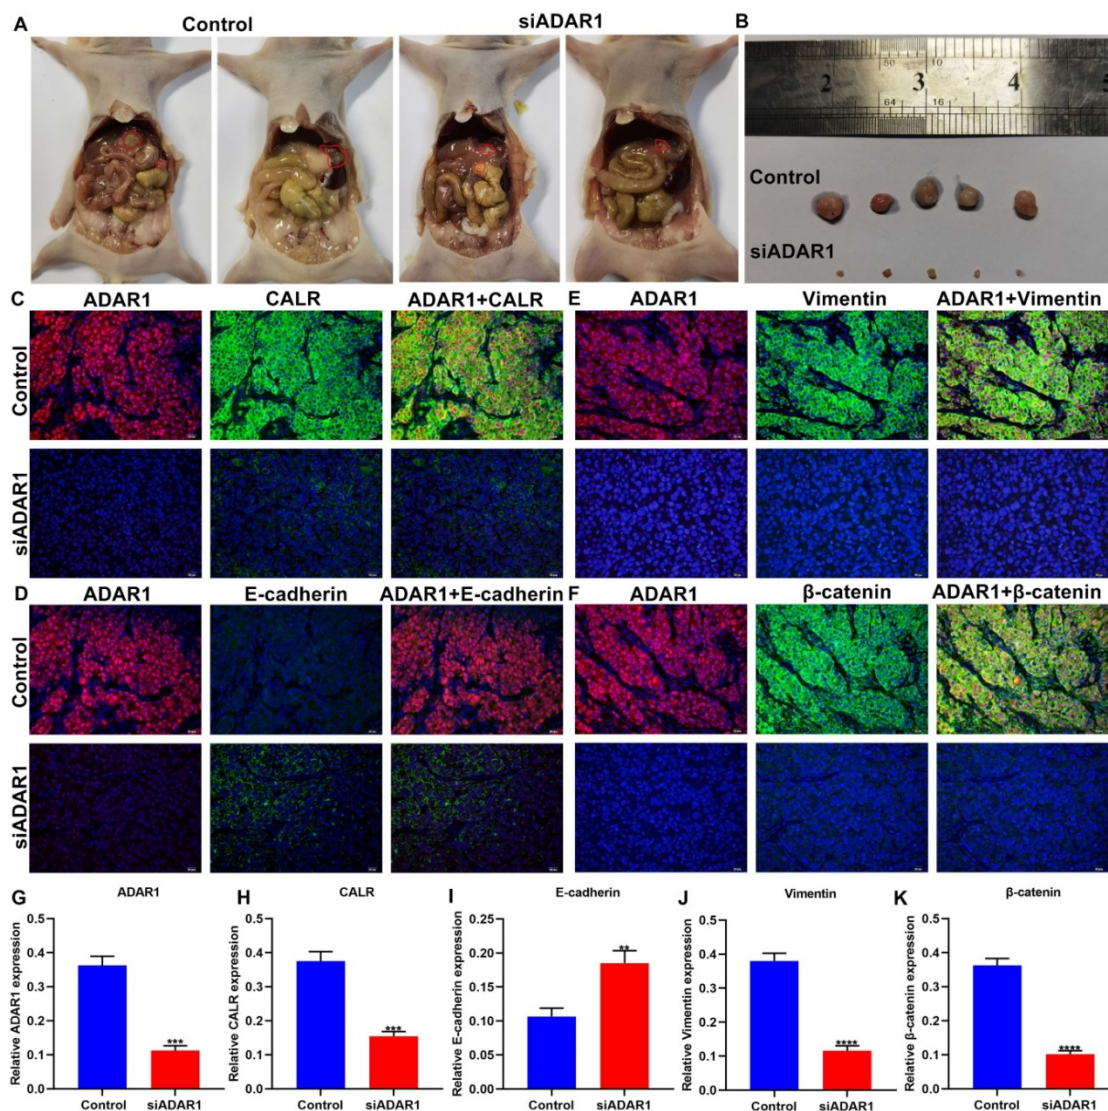 A
Control
siADAR1
B
50 10
2 3 4 5
64 16
Control
siADAR1
C
ADAR1
CALR
ADAR1+CALR
E
ADAR1
Vimentin
ADAR1+Vimentin
Control
siADAR1
D
ADAR1
E-cadherin
ADAR1+E-cadherin
F
ADAR1
β-catenin
ADAR1+β-catenin
Control
siADAR1
G
ADAR1
Relative ADAR1 expression
0.5
0.4
0.3
0.2
0.1
0.0
***
Control
siADAR1
H
CALR
Relative CALR expression
0.5
0.4
0.3
0.2
0.1
0.0
***
Control
siADAR1
I
E-cadherin
Relative E-cadherin expression
0.25
0.20
0.15
0.10
0.05
0.00
**
Control
siADAR1
J
Vimentin
Relative Vimentin expression
0.5
0.4
0.3
0.2
0.1
0.0
****
Control
siADAR1
K
β-catenin
Relative β-catenin expression
0.5
0.4
0.3
0.2
0.1
0.0
****
Control
siADAR1